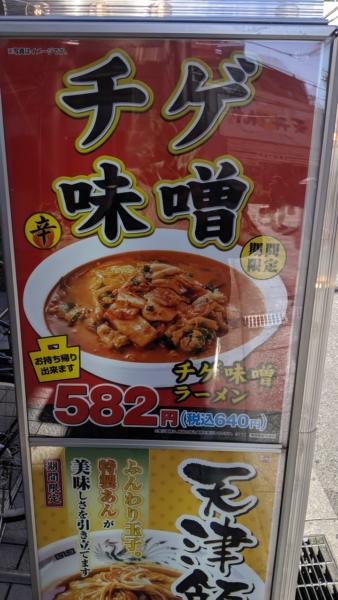 ※写真はイメージです。
チゲ
味噌
辛
期間
限定
お持ち帰り
出来ます
チゲ味噌
ラーメン
582円(税込640円)
天津飯
ふんわり玉子。
特製あんが
美味しさを引き立てます
期間限定